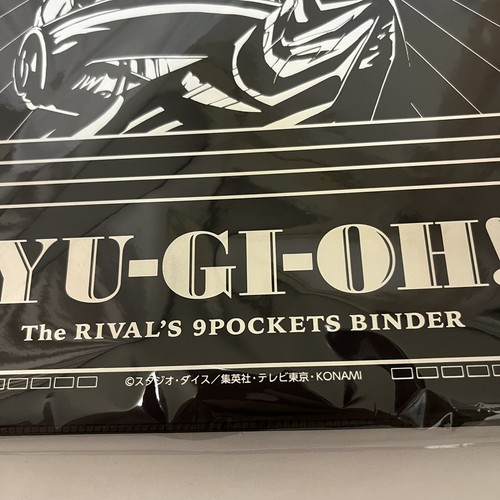 YU-GI-OH!
The RIVAL'S 9POCKETS BINDER
©スタジオ・ダイス／集英社・テレビ東京・KONAMI